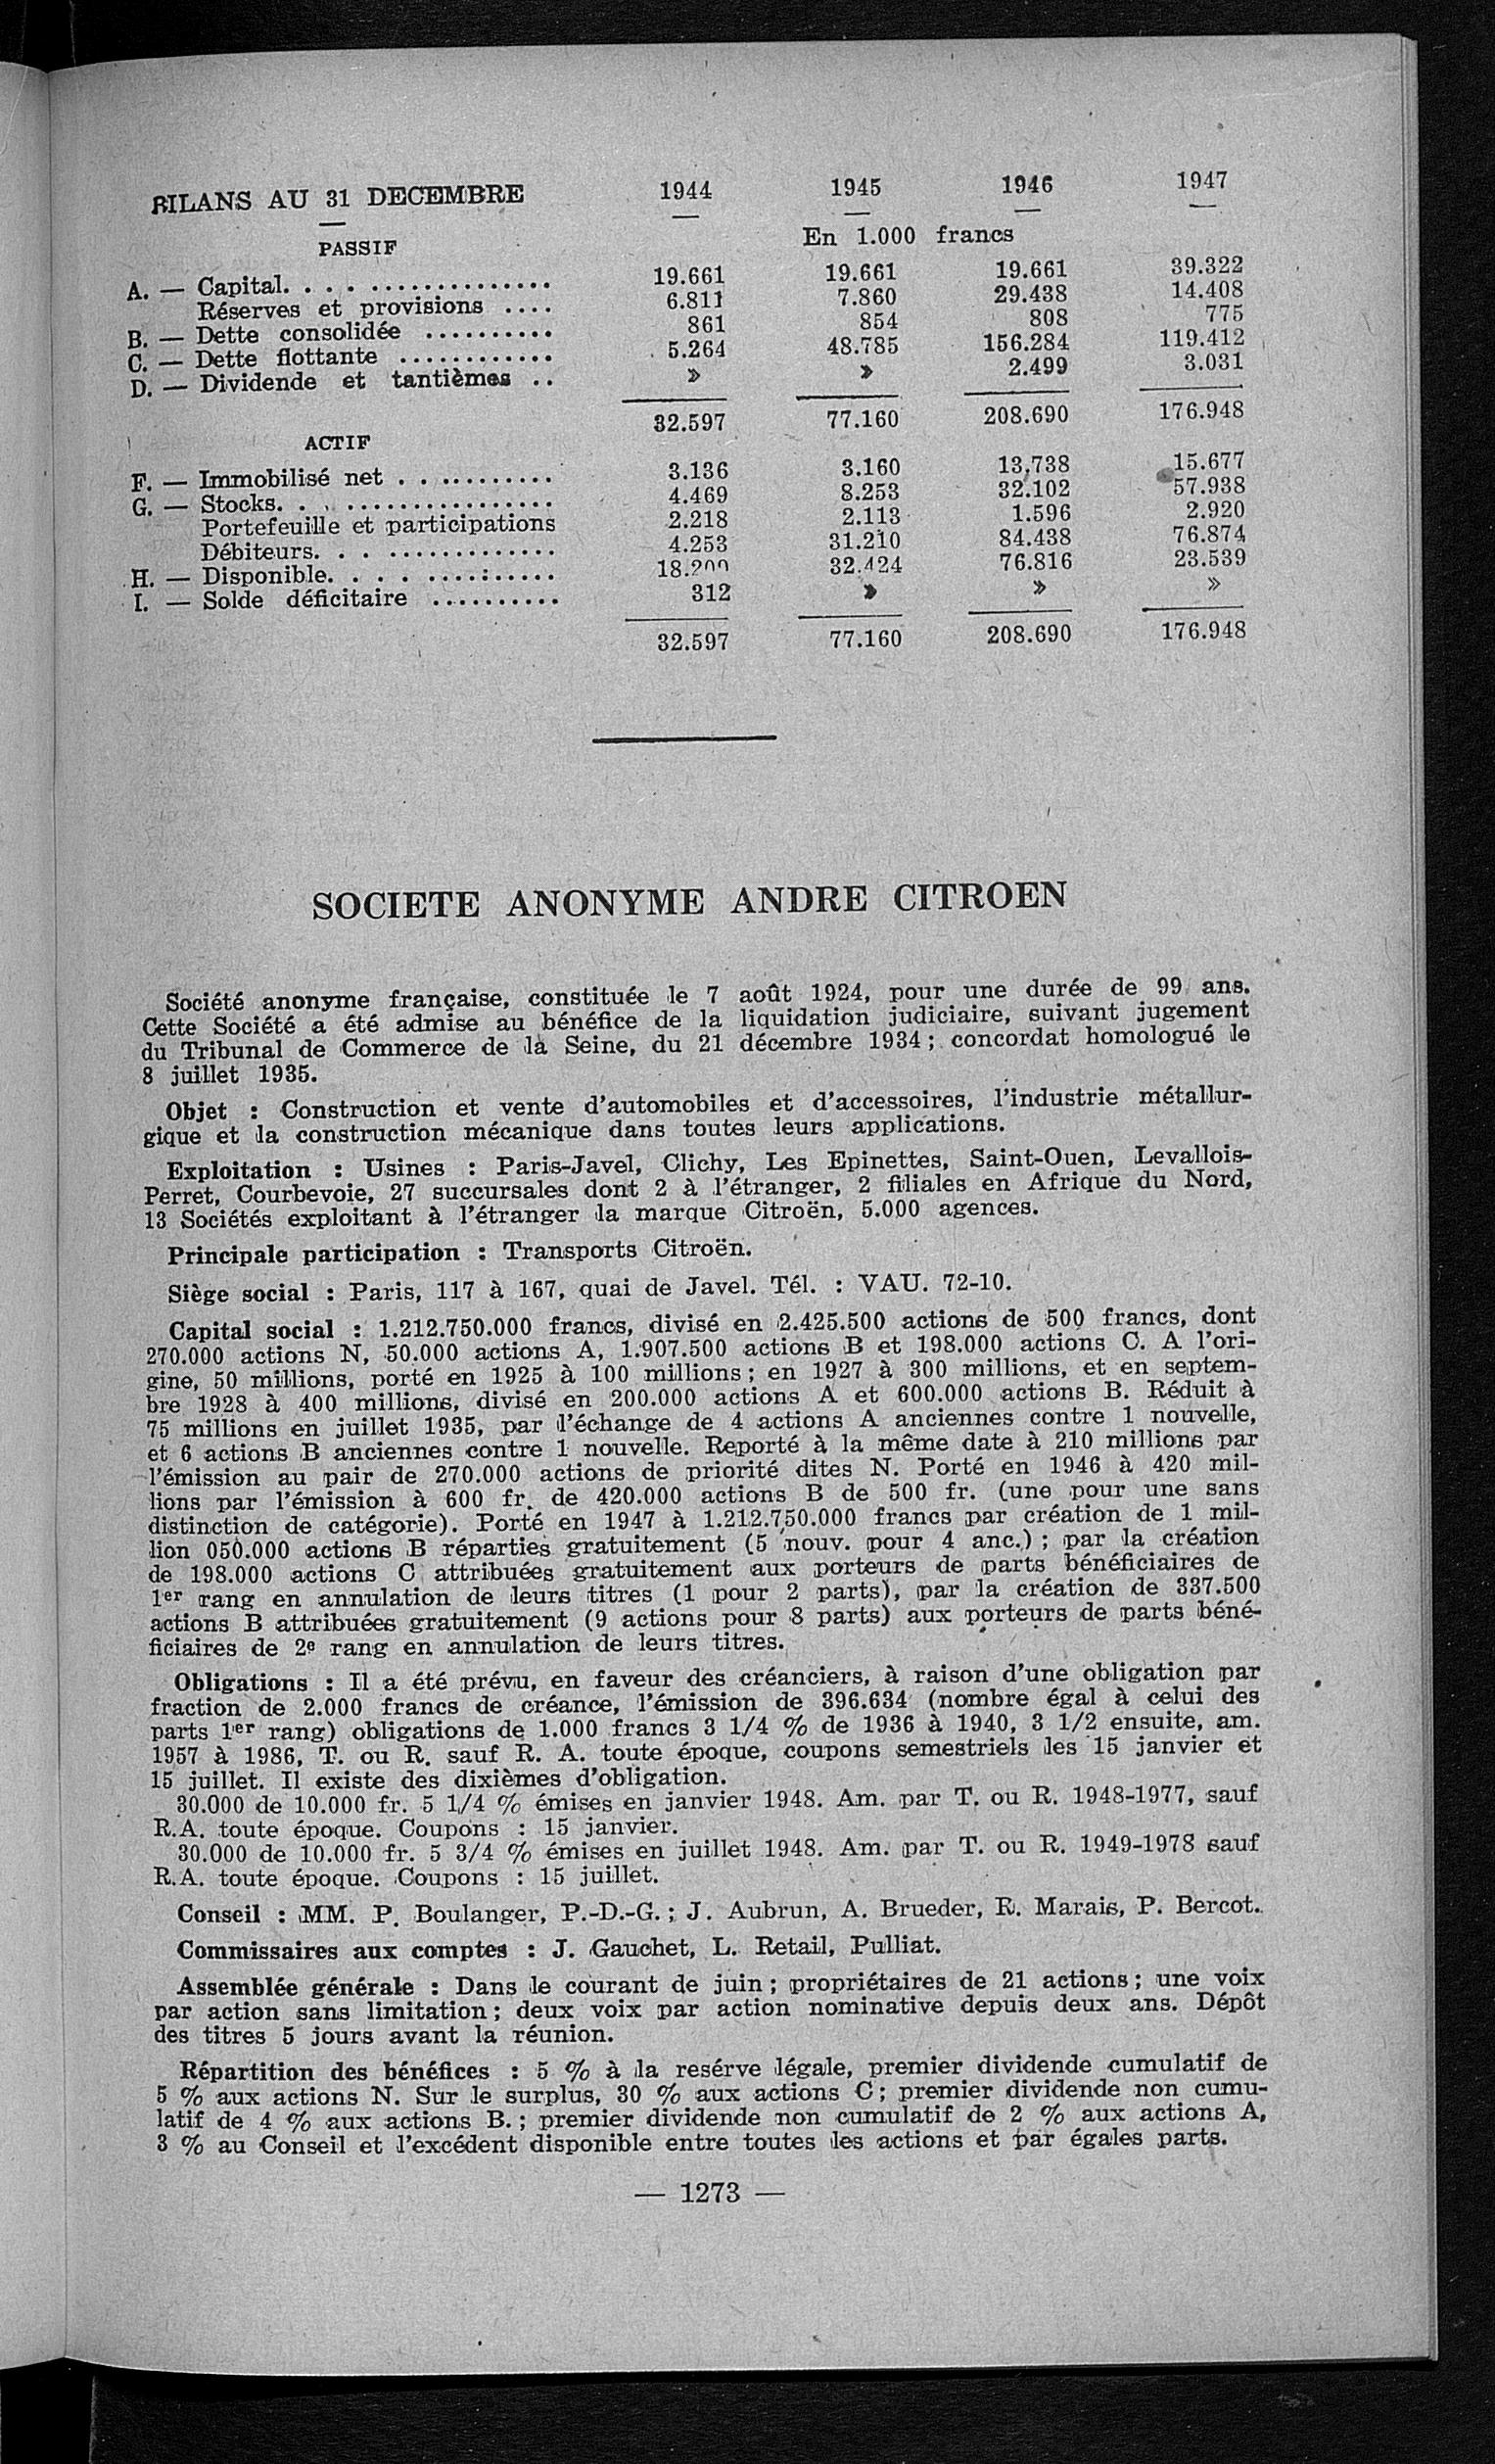 BILANS AU 31 DECEMBRE 1944 1945 1946 1947
PASSIF En 1.000 francs
A. — Capital. . . . ............... 19.661 19.661 19.661 39.322
Réserves et provisions .... 6.811 7.860 29.438 14.408
B. — Dette consolidée .......... 861 854 808 775
C. — Dette flottante ............ 5.264 48.785 156.284 119.412
D. — Dividende et tantièmes .. » » 2.499 3.031
32.597 77.160 208.690 176.948
ACTIF
F. — Immobilisé net . . .......... 3.136 3.160 13.738 15.677
G. — Stocks. . . ................ 4.469 8.253 32.102 57.938
Portefeuille et participations 2.218 2.113 1.596 2.920
Débiteurs. . . .............. 4.253 31.210 84.438 76.874
H. — Disponible. . . . .....:..... 32.424 76.816 23.539
I. — Solde déficitaire .......... 312 » » »
32.597 77.160 208.690 176.948
SOCIETE ANONYME ANDRE CITROEN
Société anonyme française, constituée le 7 août 1924, pour une durée de 99 ans.
Cette Société a été admise au bénéfice de la liquidation judiciaire, suivant jugement
du Tribunal de Commerce de la Seine, du 21 décembre 1934; concordat homologué le
8 juillet 1935.
Objet : Construction et vente d'automobiles et d'accessoires, l'industrie métallur-
gique et la construction mécanique dans toutes leurs applications.
Exploitation : Usines : Paris-Javel, Clichy, Les Epinettes, Saint-Ouen, Levallois-
Perret, Courbevoie, 27 succursales dont 2 à l'étranger, 2 filiales en Afrique du Nord,
13 Sociétés exploitant à l'étranger la marque Citroën, 5.000 agences.
Principale participation : Transports Citroën.
Siège social : Paris, 117 à 167, quai de Javel. Tél. : VAU. 72-10.
Capital social : 1.212.750.000 francs, divisé en 2.425.500 actions de 500 francs, dont
270.000 actions N, 50.000 actions A, 1.907.500 actions B et 198.000 actions C. A l'ori-
gine, 50 millions, porté en 1925 à 100 millions; en 1927 à 300 millions, et en septem-
bre 1928 à 400 millions, divisé en 200.000 actions A et 600.000 actions B. Réduit à
75 millions en juillet 1935, par l'échange de 4 actions A anciennes contre 1 nouvelle,
et 6 actions B anciennes contre 1 nouvelle. Reporté à la même date à 210 millions par
l'émission au pair de 270.000 actions de priorité dites N. Porté en 1946 à 420 mil-
lions par l'émission à 600 fr. de 420.000 actions B de 500 fr. (une pour une sans
distinction de catégorie). Porté en 1947 à 1.212.750.000 francs par création de 1 mil-
lion 050.000 actions B réparties gratuitement (5 nouv. pour 4 anc.) ; par la création
de 198.000 actions C attribuées gratuitement aux porteurs de parts bénéficiaires de
1er rang en annulation de leurs titres (1 pour 2 parts), par la création de 337.500
actions B attribuées gratuitement (9 actions pour 8 parts) aux porteurs de parts béné-
ficiaires de 2e rang en annulation de leurs titres.
Obligations : Il a été prévu, en faveur des créanciers, à raison d'une obligation par
fraction de 2.000 francs de créance, l'émission de 396.634 (nombre égal à celui des
parts 1er rang) obligations de 1.000 francs 3 1/4 % de 1936 à 1940, 3 1/2 ensuite, am.
1957 à 1986, T. ou R. sauf R. A. toute époque, coupons semestriels les 15 janvier et
15 juillet. Il existe des dixièmes d'obligation.
30.000 de 10.000 fr. 5 1/4 % émises en janvier 1948. Am. par T. ou R. 1948-1977, sauf
R.A. toute époque. Coupons : 15 janvier.
30.000 de 10.000 fr. 5 3/4 % émises en juillet 1948. Am. par T. ou R. 1949-1978 sauf
R.A. toute époque. Coupons : 15 juillet.
Conseil : MM. P. Boulanger, P.-D.-G. ; J. Aubrun, A. Brueder, R. Marais, P. Bercot.
Commissaires aux comptes : J. Gauchet, L. Retail, Pulliat.
Assemblée générale : Dans le courant de juin ; propriétaires de 21 actions; une voix
par action sans limitation; deux voix par action nominative depuis deux ans. Dépôt
des titres 5 jours avant la réunion.
Répartition des bénéfices : 5 % à la resérve légale, premier dividende cumulatif de
5 % aux actions N. Sur le surplus, 30 % aux actions C; premier dividende non cumu-
latif de 4 % aux actions B. ; premier dividende non cumulatif de 2 % aux actions A,
3 % au Conseil et l'excédent disponible entre toutes les actions et par égales parts.
— 1273 —